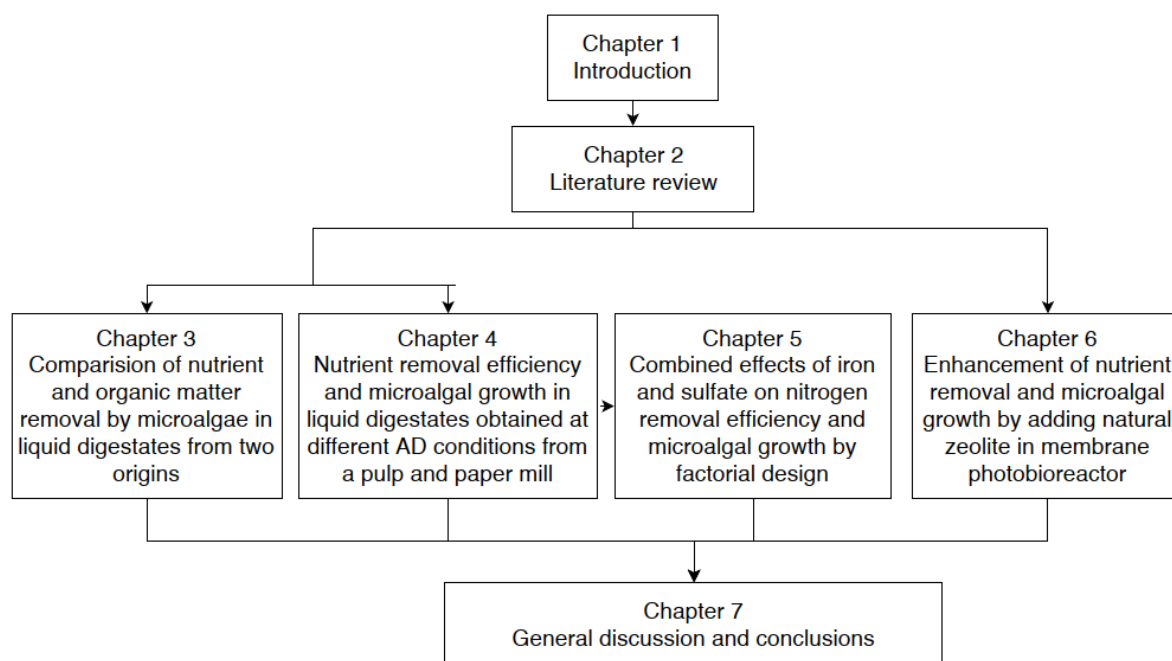 Chapter 1
Introduction
Chapter 2
Literature review
Chapter 3
Comparision of nutrient
and organic matter
removal by microalgae in
liquid digestates from two
origins
Chapter 4
Nutrient removal efficiency
and microalgal growth in
liquid digestates obtained at
different AD conditions from
a pulp and paper mill
Chapter 5
Combined effects of iron
and sulfate on nitrogen
removal efficiency and
microalgal growth by
factorial design
Chapter 6
Enhancement of nutrient
removal and microalgal
growth by adding natural
zeolite in membrane
photobioreactor
Chapter 7
General discussion and conclusions